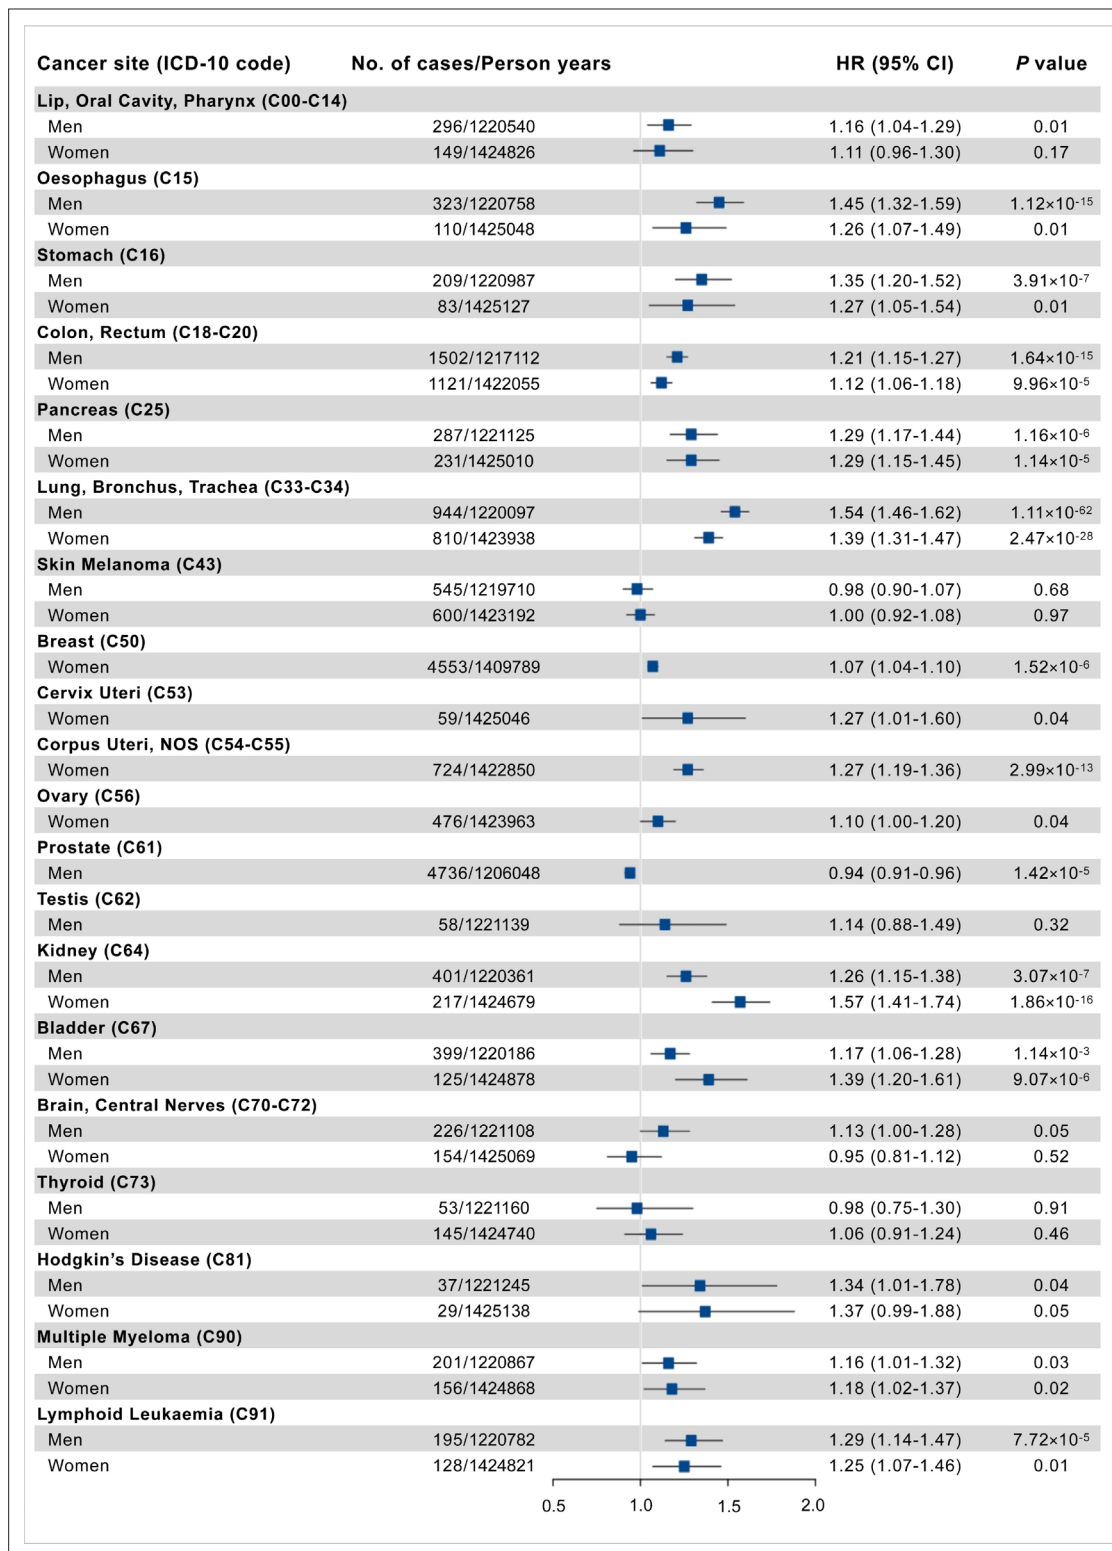 Cancer site (ICD-10 code) No. of cases/Person years HR (95% CI) P value
Lip, Oral Cavity, Pharynx (C00-C14)
Men 296/1220540 1.16 (1.04-1.29) 0.01
Women 149/1424826 1.11 (0.96-1.30) 0.17
Oesophagus (C15)
Men 323/1220758 1.45 (1.32-1.59) 1.12×10-15
Women 110/1425048 1.26 (1.07-1.49) 0.01
Stomach (C16)
Men 209/1220987 1.35 (1.20-1.52) 3.91×10-7
Women 83/1425127 1.27 (1.05-1.54) 0.01
Colon, Rectum (C18-C20)
Men 1502/1217112 1.21 (1.15-1.27) 1.64×10-15
Women 1121/1422055 1.12 (1.06-1.18) 9.96×10-5
Pancreas (C25)
Men 287/1221125 1.29 (1.17-1.44) 1.16×10-6
Women 231/1425010 1.29 (1.15-1.45) 1.14×10-5
Lung, Bronchus, Trachea (C33-C34)
Men 944/1220097 1.54 (1.46-1.62) 1.11×10-62
Women 810/1423938 1.39 (1.31-1.47) 2.47×10-28
Skin Melanoma (C43)
Men 545/1219710 0.98 (0.90-1.07) 0.68
Women 600/1423192 1.00 (0.92-1.08) 0.97
Breast (C50)
Women 4553/1409789 1.07 (1.04-1.10) 1.52×10-6
Cervix Uteri (C53)
Women 59/1425046 1.27 (1.01-1.60) 0.04
Corpus Uteri, NOS (C54-C55)
Women 724/1422850 1.27 (1.19-1.36) 2.99×10-13
Ovary (C56)
Women 476/1423963 1.10 (1.00-1.20) 0.04
Prostate (C61)
Men 4736/1206048 0.94 (0.91-0.96) 1.42×10-5
Testis (C62)
Men 58/1221139 1.14 (0.88-1.49) 0.32
Kidney (C64)
Men 401/1220361 1.26 (1.15-1.38) 3.07×10-7
Women 217/1424679 1.57 (1.41-1.74) 1.86×10-16
Bladder (C67)
Men 399/1220186 1.17 (1.06-1.28) 1.14×10-3
Women 125/1424878 1.39 (1.20-1.61) 9.07×10-6
Brain, Central Nerves (C70-C72)
Men 226/1221108 1.13 (1.00-1.28) 0.05
Women 154/1425069 0.95 (0.81-1.12) 0.52
Thyroid (C73)
Men 53/1221160 0.98 (0.75-1.30) 0.91
Women 145/1424740 1.06 (0.91-1.24) 0.46
Hodgkin's Disease (C81)
Men 37/1221245 1.34 (1.01-1.78) 0.04
Women 29/1425138 1.37 (0.99-1.88) 0.05
Multiple Myeloma (C90)
Men 201/1220867 1.16 (1.01-1.32) 0.03
Women 156/1424868 1.18 (1.02-1.37) 0.02
Lymphoid Leukaemia (C91)
Men 195/1220782 1.29 (1.14-1.47) 7.72×10-5
Women 128/1424821 1.25 (1.07-1.46) 0.01
0.5 1.0 1.5 2.0